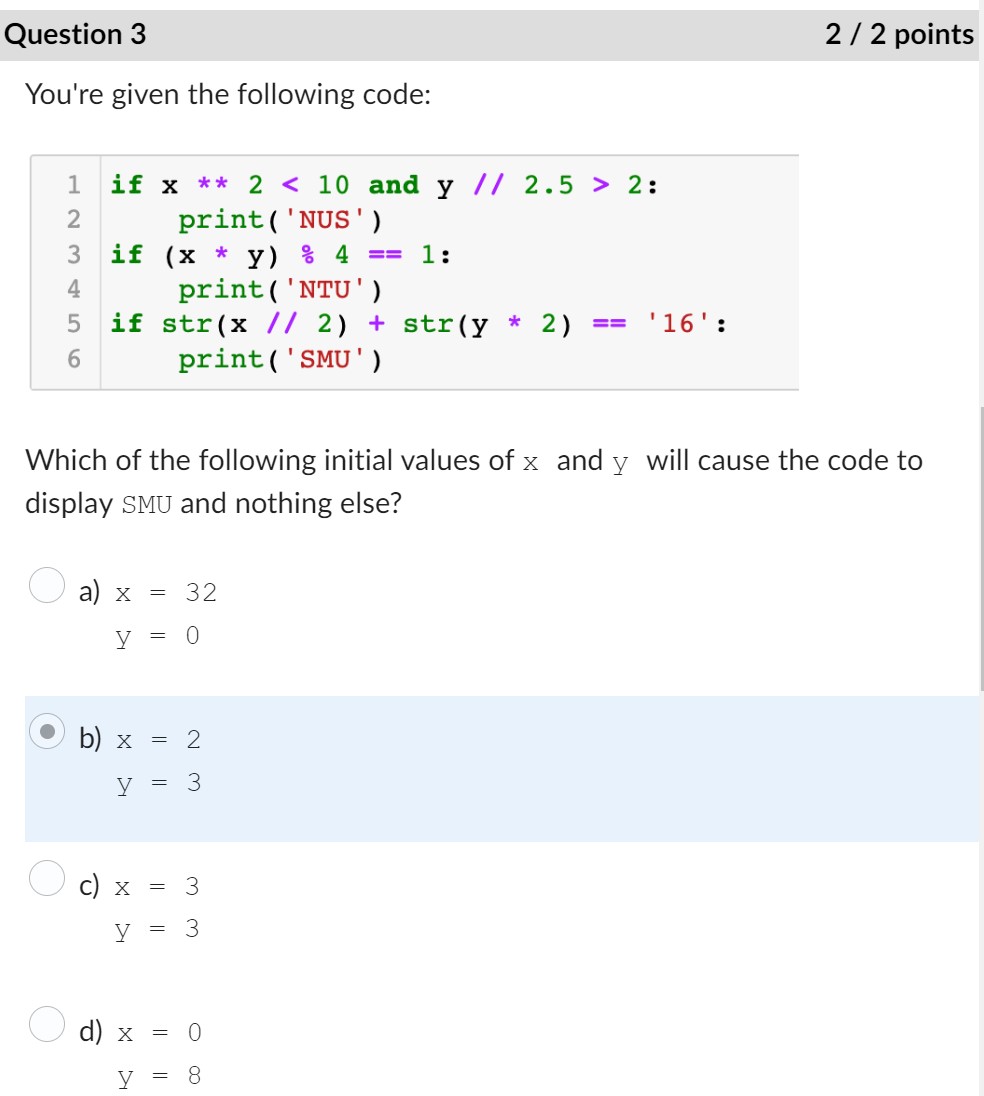 Question 3 2 / 2 points
You're given the following code:
1 if x ** 2 < 10 and y // 2.5 > 2:
2     print('NUS')
3 if (x * y) % 4 == 1:
4     print('NTU')
5 if str(x // 2) + str(y * 2) == '16':
6     print('SMU')
Which of the following initial values of x and y will cause the code to
display SMU and nothing else?
a) x = 32
y = 0
b) x = 2
y = 3
c) x = 3
y = 3
d) x = 0
y = 8